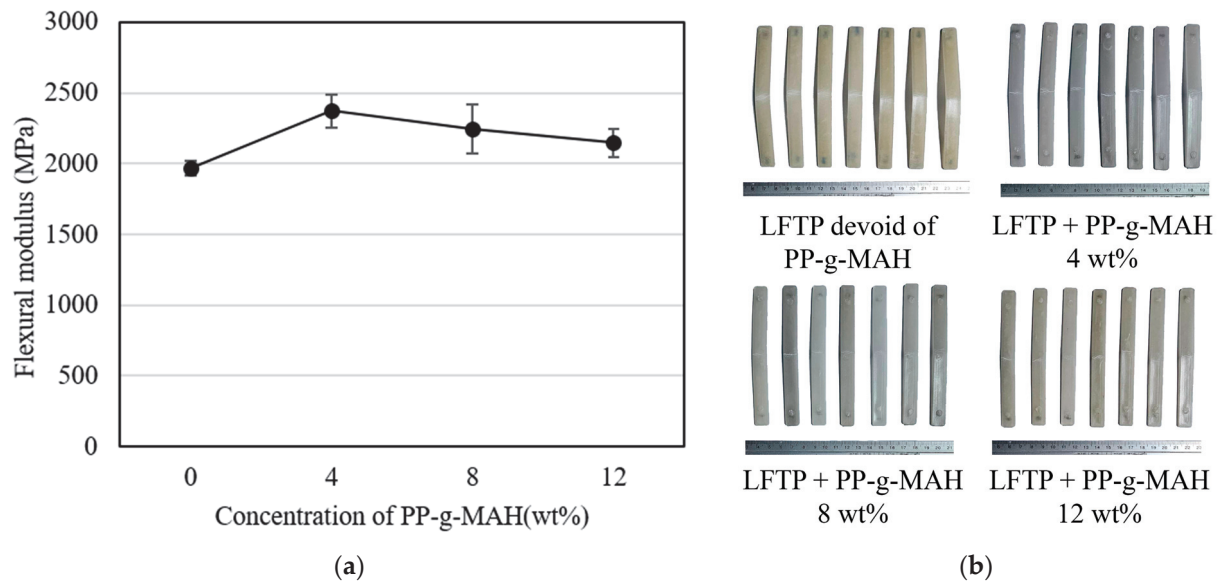 3000
2500
2000
1500
1000
500
0
Flexural modulus (MPa)
0 4 8 12
Concentration of PP-g-MAH(wt%)
(a)
LFTP devoid of
PP-g-MAH
LFTP + PP-g-MAH
4 wt%
LFTP + PP-g-MAH
8 wt%
LFTP + PP-g-MAH
12 wt%
(b)